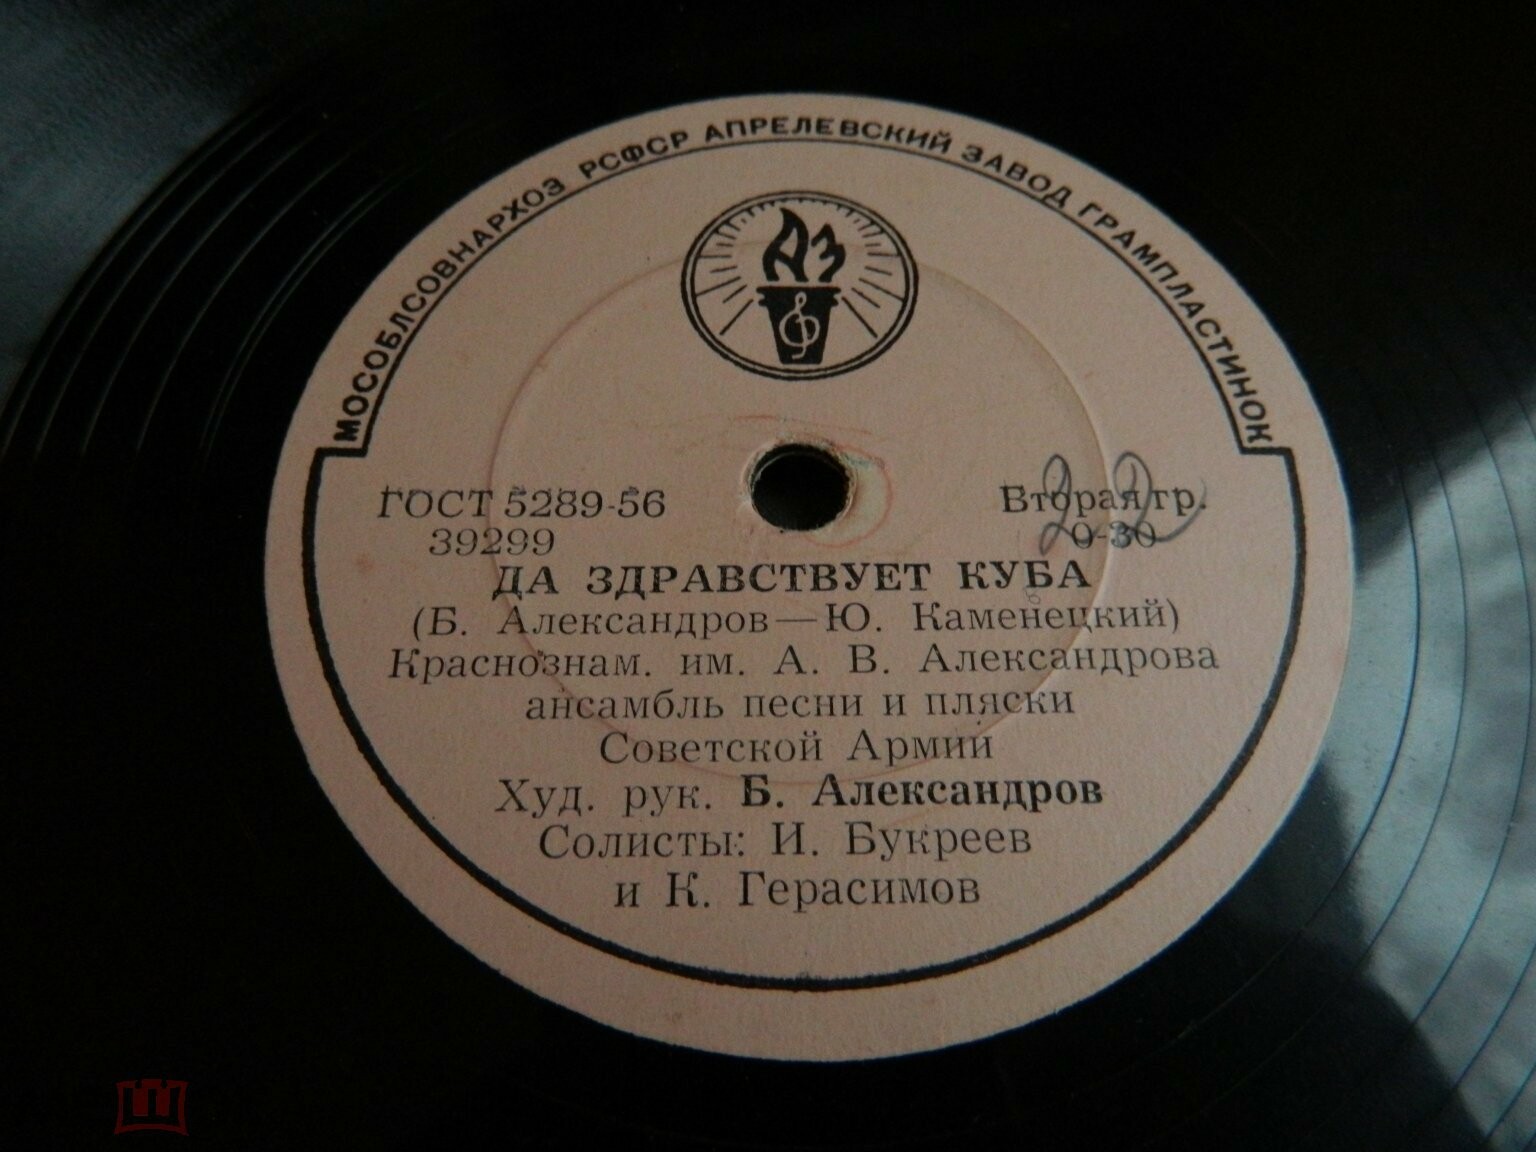 МОСОБЛСОВНАРХОЗ РСФСР АПРЕЛЕВСКИЙ ЗАВОД ГРАМПЛАСТИНОК
АЗ
ГОСТ 5289-56
39299
Вторая гр.
0-30
22
ДА ЗДРАВСТВУЕТ КУБА
(Б. Александров — Ю. Каменецкий)
Краснознам. им. А. В. Александрова
ансамбль песни и пляски
Советской Армии
Худ. рук. Б. Александров
Солисты: И. Букреев
и К. Герасимов